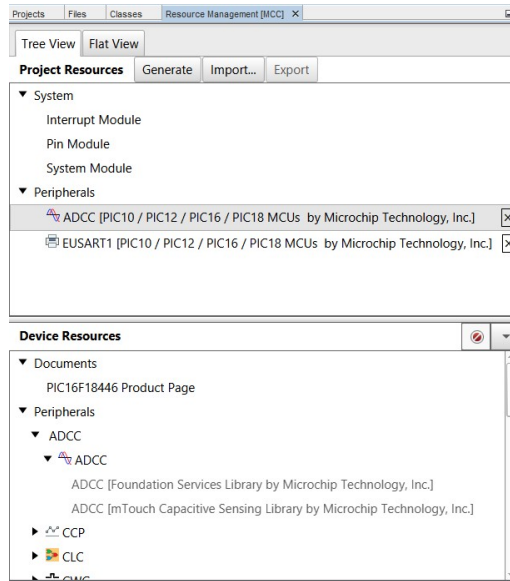 Projects Files Classes Resource Management [MCC] X
Tree View Flat View
Project Resources Generate Import... Export
System
Interrupt Module
Pin Module
System Module
Peripherals
ADCC [PIC10 / PIC12 / PIC16 / PIC18 MCUs by Microchip Technology, Inc.]
EUSART1 [PIC10 / PIC12 / PIC16 / PIC18 MCUs by Microchip Technology, Inc.]
Device Resources
Documents
PIC16F18446 Product Page
Peripherals
ADCC
ADCC
ADCC [Foundation Services Library by Microchip Technology, Inc.]
ADCC [mTouch Capacitive Sensing Library by Microchip Technology, Inc.]
CCP
CLC
CWG